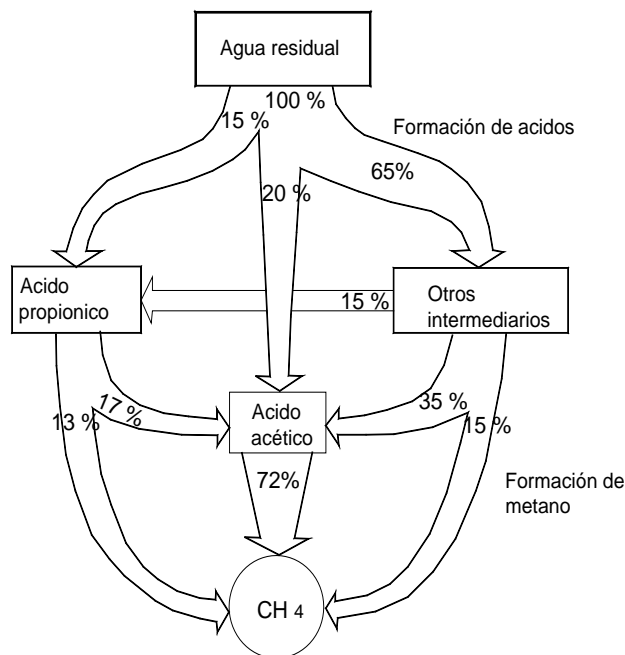 Agua residual
100 %
15 %
Formación de acidos
65%
20 %
Acido
propionico
15 %
Otros
intermediarios
17 %
13 %
Acido
acético
35 %
15 %
72%
Formación de
metano
CH 4